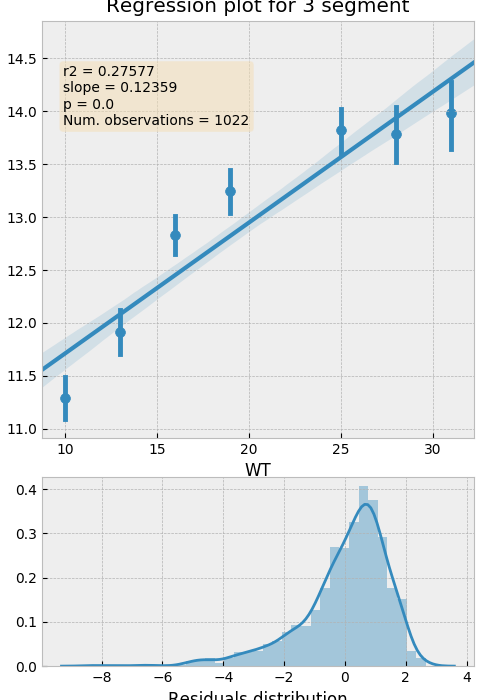 Regression plot for 3 segment
14.5
14.0
13.5
13.0
12.5
12.0
11.5
11.0
r2 = 0.27577
slope = 0.12359
p = 0.0
Num. observations = 1022
10 15 20 25 30
WT
0.4
0.3
0.2
0.1
0.0
−8 −6 −4 −2 0 2 4
Residuals distribution